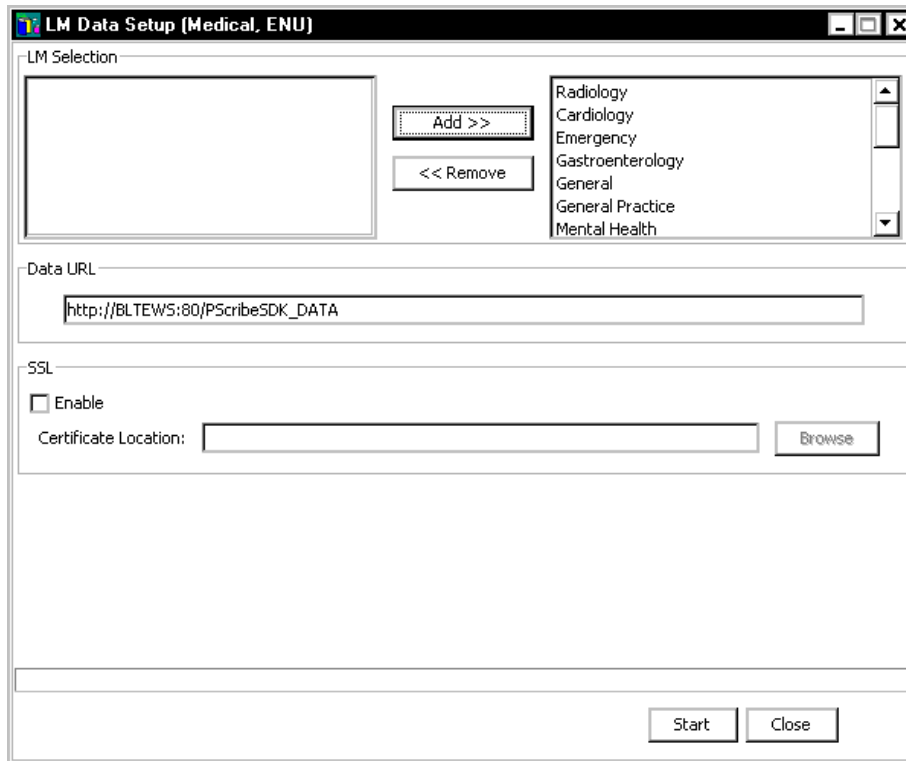 LM Data Setup (Medical, ENU)
LM Selection
Add >>
<< Remove
Radiology
Cardiology
Emergency
Gastroenterology
General
General Practice
Mental Health
Data URL
http://BLTEWS:80/PScribeSDK_DATA
SSL
Enable
Certificate Location:
Browse
Start
Close